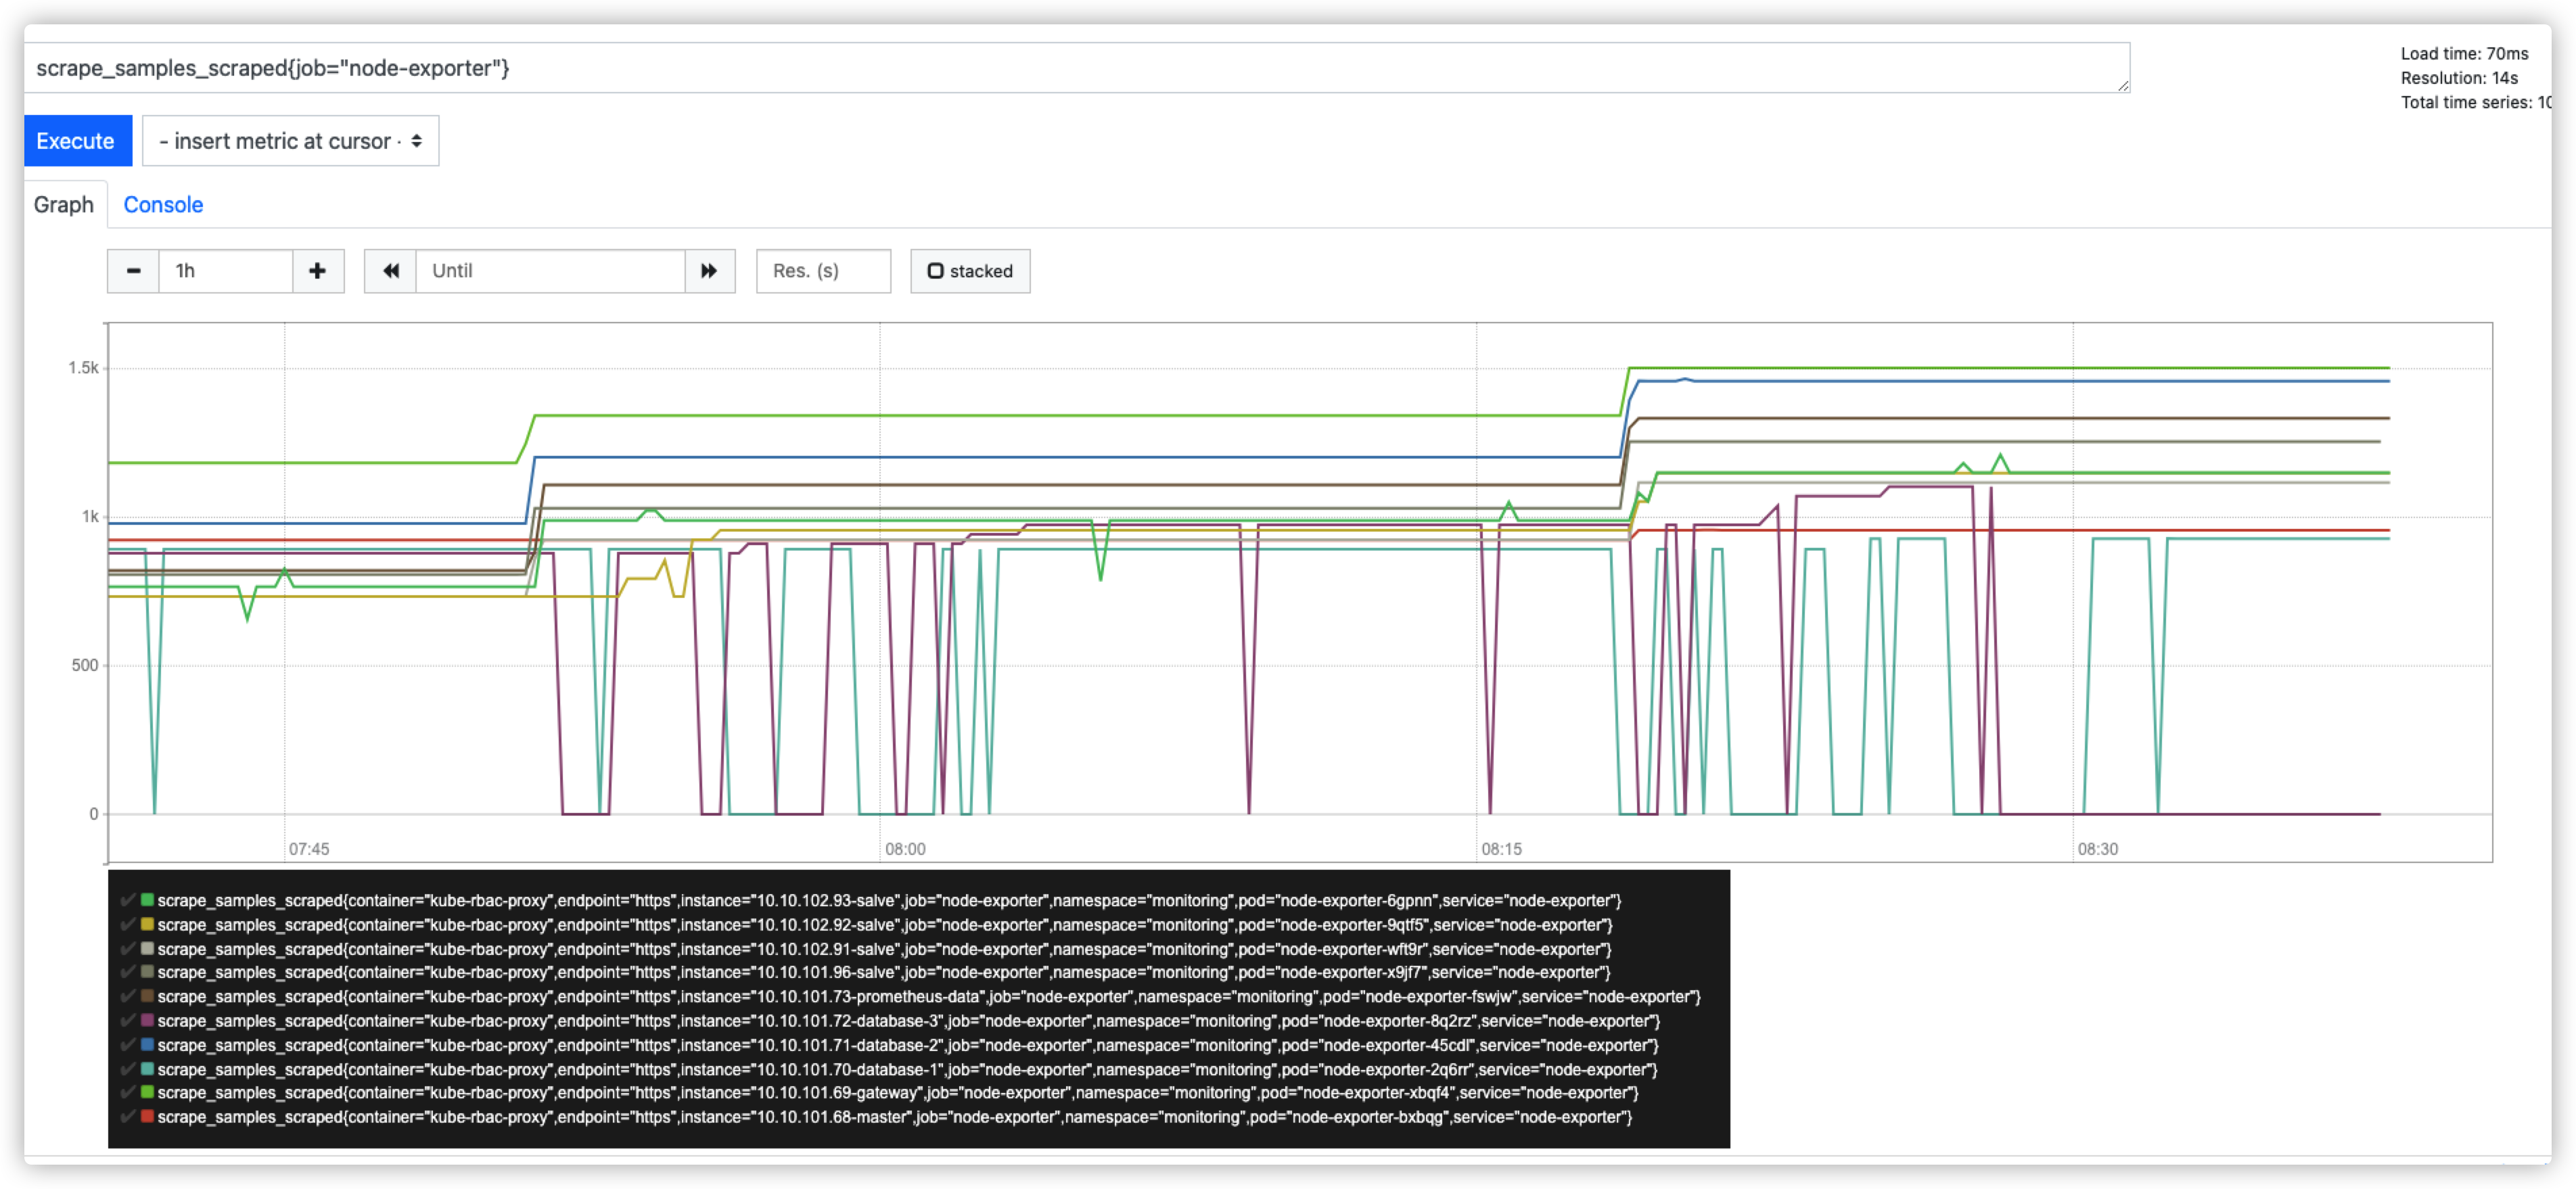 scrape_samples_scraped{job="node-exporter"}
Load time: 70ms
Resolution: 14s
Total time series: 10
Execute
- insert metric at cursor -
Graph
Console
1h
Until
Res. (s)
stacked
1.5k
1k
500
0
07:45
08:00
08:15
08:30
scrape_samples_scraped{container="kube-rbac-proxy",endpoint="https",instance="10.10.102.93-salve",job="node-exporter",namespace="monitoring",pod="node-exporter-6gpnn",service="node-exporter"}
scrape_samples_scraped{container="kube-rbac-proxy",endpoint="https",instance="10.10.102.92-salve",job="node-exporter",namespace="monitoring",pod="node-exporter-9qtf5",service="node-exporter"}
scrape_samples_scraped{container="kube-rbac-proxy",endpoint="https",instance="10.10.102.91-salve",job="node-exporter",namespace="monitoring",pod="node-exporter-wft9r",service="node-exporter"}
scrape_samples_scraped{container="kube-rbac-proxy",endpoint="https",instance="10.10.101.96-salve",job="node-exporter",namespace="monitoring",pod="node-exporter-x9jf7",service="node-exporter"}
scrape_samples_scraped{container="kube-rbac-proxy",endpoint="https",instance="10.10.101.73-prometheus-data",job="node-exporter",namespace="monitoring",pod="node-exporter-fswjw",service="node-exporter"}
scrape_samples_scraped{container="kube-rbac-proxy",endpoint="https",instance="10.10.101.72-database-3",job="node-exporter",namespace="monitoring",pod="node-exporter-8q2rz",service="node-exporter"}
scrape_samples_scraped{container="kube-rbac-proxy",endpoint="https",instance="10.10.101.71-database-2",job="node-exporter",namespace="monitoring",pod="node-exporter-45cdl",service="node-exporter"}
scrape_samples_scraped{container="kube-rbac-proxy",endpoint="https",instance="10.10.101.70-database-1",job="node-exporter",namespace="monitoring",pod="node-exporter-2q6rr",service="node-exporter"}
scrape_samples_scraped{container="kube-rbac-proxy",endpoint="https",instance="10.10.101.69-gateway",job="node-exporter",namespace="monitoring",pod="node-exporter-xbqf4",service="node-exporter"}
scrape_samples_scraped{container="kube-rbac-proxy",endpoint="https",instance="10.10.101.68-master",job="node-exporter",namespace="monitoring",pod="node-exporter-bxbqg",service="node-exporter"}